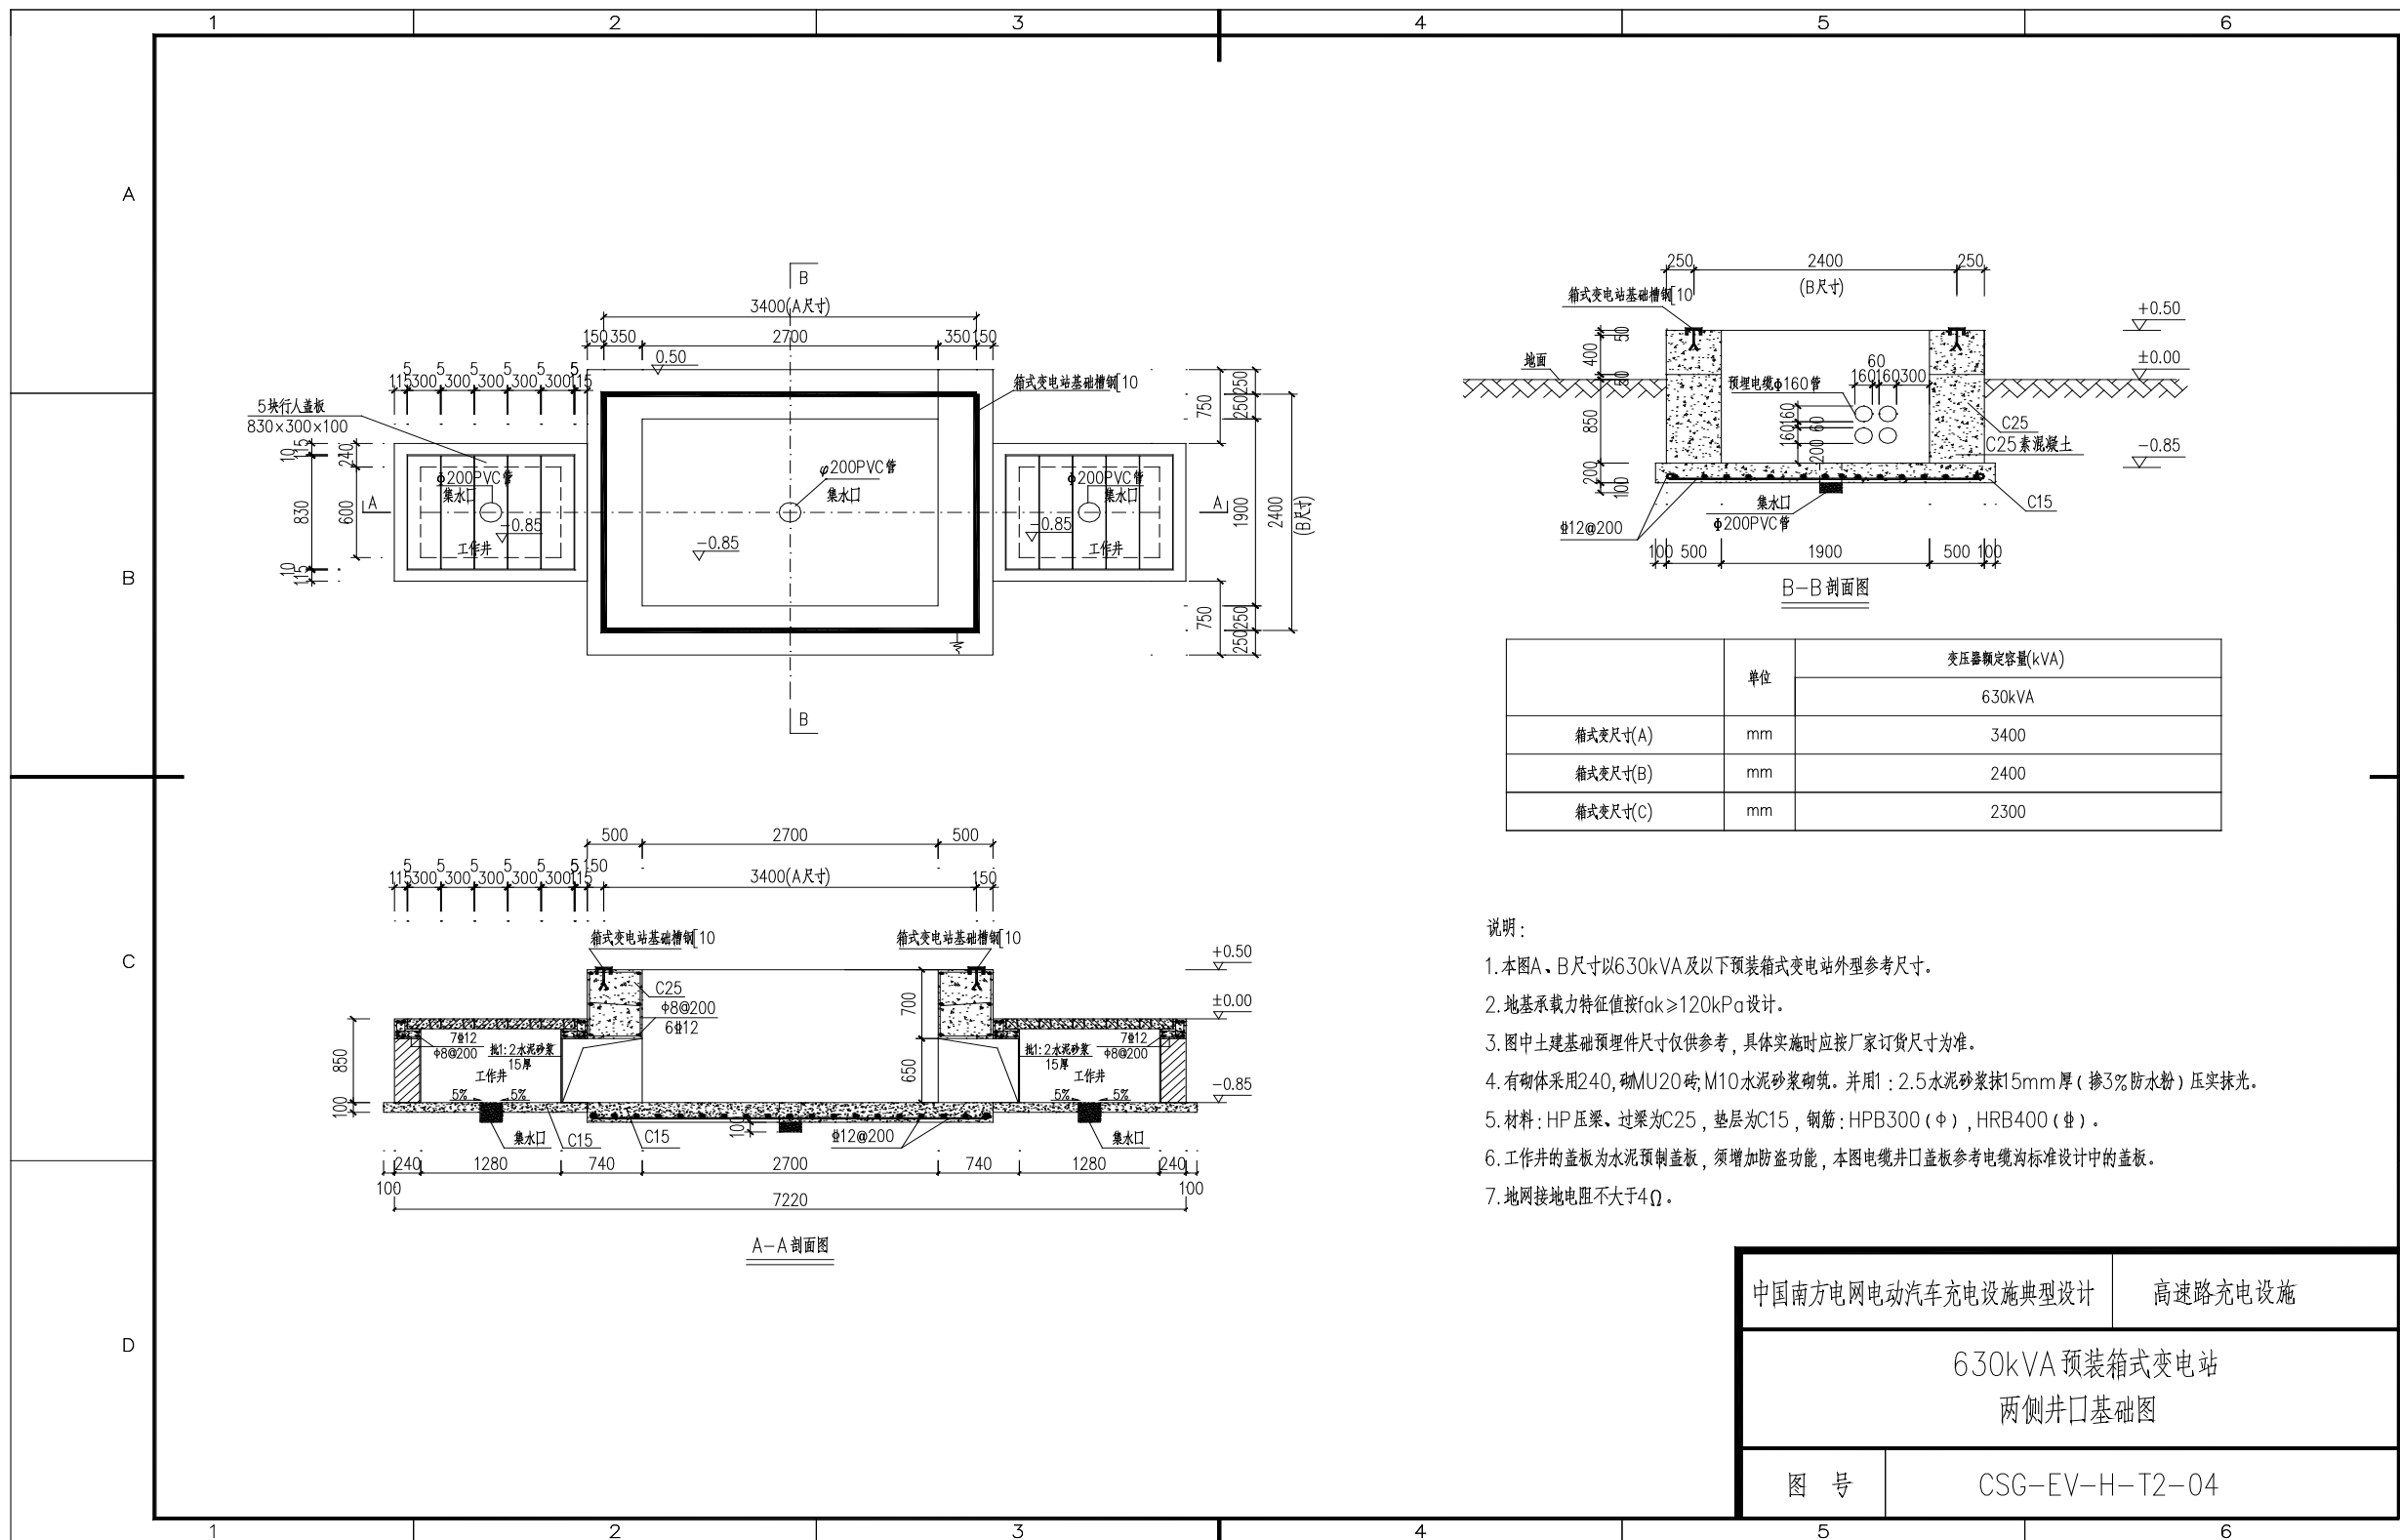 1 2 3 4 5 6
A
B
C
D
B
3400(A尺寸)
150 350 2700 350 150
0.50
5 5 5 5 5 5
115 300 300 300 300 300 115
箱式变电站基础槽钢[10
5块行人盖板
830×300×100
10 115 240
830 600
10 115
A
φ200PVC管
集水口
-0.85
工作井
φ200PVC管
集水口
-0.85
φ200PVC管
集水口
-0.85
工作井
A
750 250 250
1900 2400
(B尺寸)
750 250 250
B
250 2400 250
(B尺寸)
箱式变电站基础槽钢[10
+0.50
±0.00
-0.85
地面
50
400
50
850
200
100
预埋电缆ϕ160管
60
160 160 300
160 60 160 200
C25
C25素混凝土
C15
集水口
ϕ200PVC管
⌽12@200
100 500 1900 500 100
B-B剖面图
单位
变压器额定容量(kVA)
630kVA
箱式变尺寸(A) mm 3400
箱式变尺寸(B) mm 2400
箱式变尺寸(C) mm 2300
500 2700 500
5 5 5 5 5 5 150
115 300 300 300 300 300 115
3400(A尺寸)
150
箱式变电站基础槽钢[10
箱式变电站基础槽钢[10
+0.50
±0.00
-0.85
C25
ϕ8@200
6⌽12
700
650
7⌽12
ϕ8@200
批1:2水泥砂浆
15厚
工作井
5% 5%
批1:2水泥砂浆
15厚
7⌽12
ϕ8@200
工作井
5% 5%
850
100
集水口
C15
C15
100
⌽12@200
集水口
240 1280 740 2700 740 1280 240
100 7220 100
A-A剖面图
说明:
1.本图A、B尺寸以630kVA及以下预装箱式变电站外型参考尺寸。
2.地基承载力特征值按fak≥120kPa设计。
3.图中土建基础预埋件尺寸仅供参考,具体实施时应按厂家订货尺寸为准。
4.有砌体采用240,砌MU20砖;M10水泥砂浆砌筑。并用1:2.5水泥砂浆抹15mm厚(掺3%防水粉)压实抹光。
5.材料:HP压梁、过梁为C25,垫层为C15,钢筋:HPB300(ϕ),HRB400(⌽)。
6.工作井的盖板为水泥预制盖板,须增加防盗功能,本图电缆井口盖板参考电缆沟标准设计中的盖板。
7.地网接地电阻不大于4Ω。
中国南方电网电动汽车充电设施典型设计 高速路充电设施
630kVA预装箱式变电站
两侧井口基础图
图 号 CSG-EV-H-T2-04
1 2 3 4 5 6